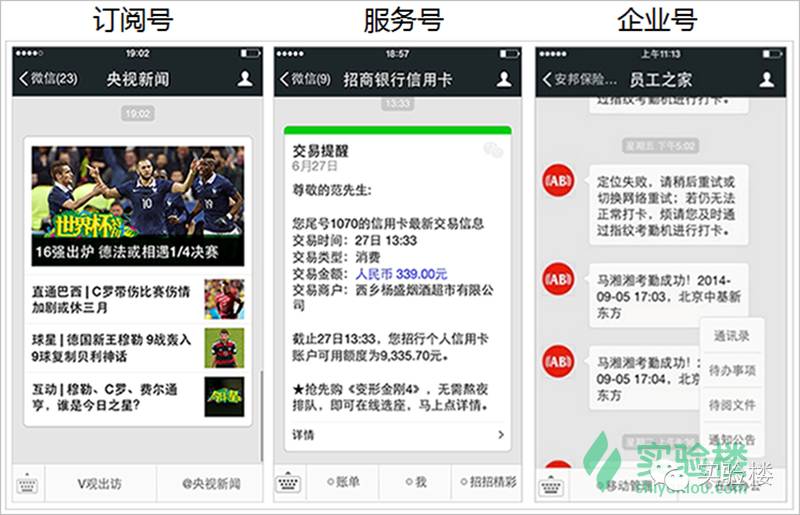 订阅号
19:02
微信(23)
央视新闻
19:02
世界杯
16强出炉 德法或相遇1/4决赛
直通巴西 | C罗带伤比赛伤情
加剧或休三月
球星 | 德国新王穆勒 9战轰入
9球复制贝利神话
互动 | 穆勒、C罗、费尔通
亨，谁是今日之星?
V观出访
@央视新闻
服务号
18:57
微信(9)
招商银行信用卡
13:33
交易提醒
6月27日
尊敬的范先生:
您尾号1070的信用卡最新交易信息
交易时间：27日 13:33
交易类型：消费
交易金额：人民币 339.00元
交易商户：西乡杨盛烟酒超市有限公
司
截止27日13:33，您招行个人信用卡
账户可用额度为9,335.70元。
★抢先购《变形金刚4》，无需熬夜
排队，即可在线选座，马上点详情。
详情
账单
我
招招精彩
企业号
上午11:13
安邦保险...
员工之家
过指纹考勤机进行打卡。
星期五 下午5:02
(AB)
定位失败，请稍后重试或
切换网络重试；若仍无法
正常打卡，烦请您及时通
过指纹考勤机进行打卡。
(AB)
马湘湘考勤成功！2014-
09-05 17:03，北京中基新
东方
(AB)
马湘湘考勤成功！2
09-05 17:04，北京
东方
通讯录
待办事项
待阅文件
通知公告
移动管理
实验楼
shiyanlou.com
实验楼